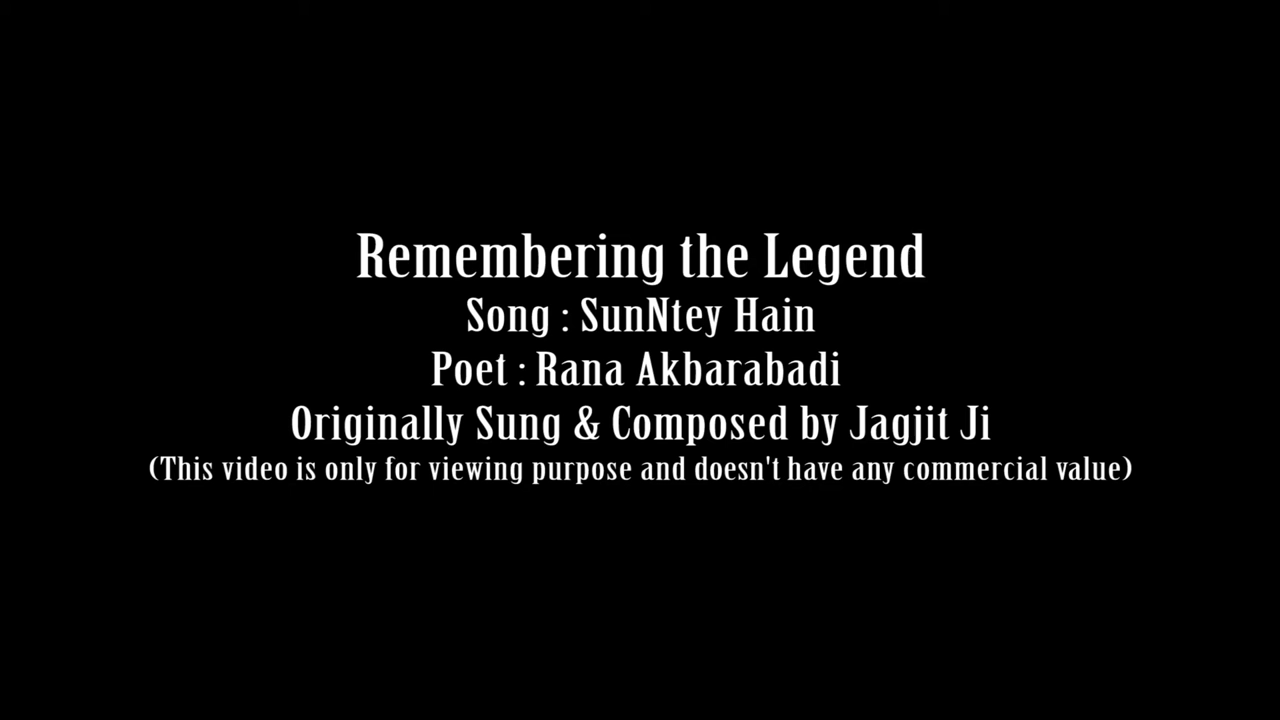 Remembering the Legend
Song : SunNtey Hain
Poet : Rana Akbarabadi
Originally Sung & Composed by Jagjit Ji
(This video is only for viewing purpose and doesn't have any commercial value)